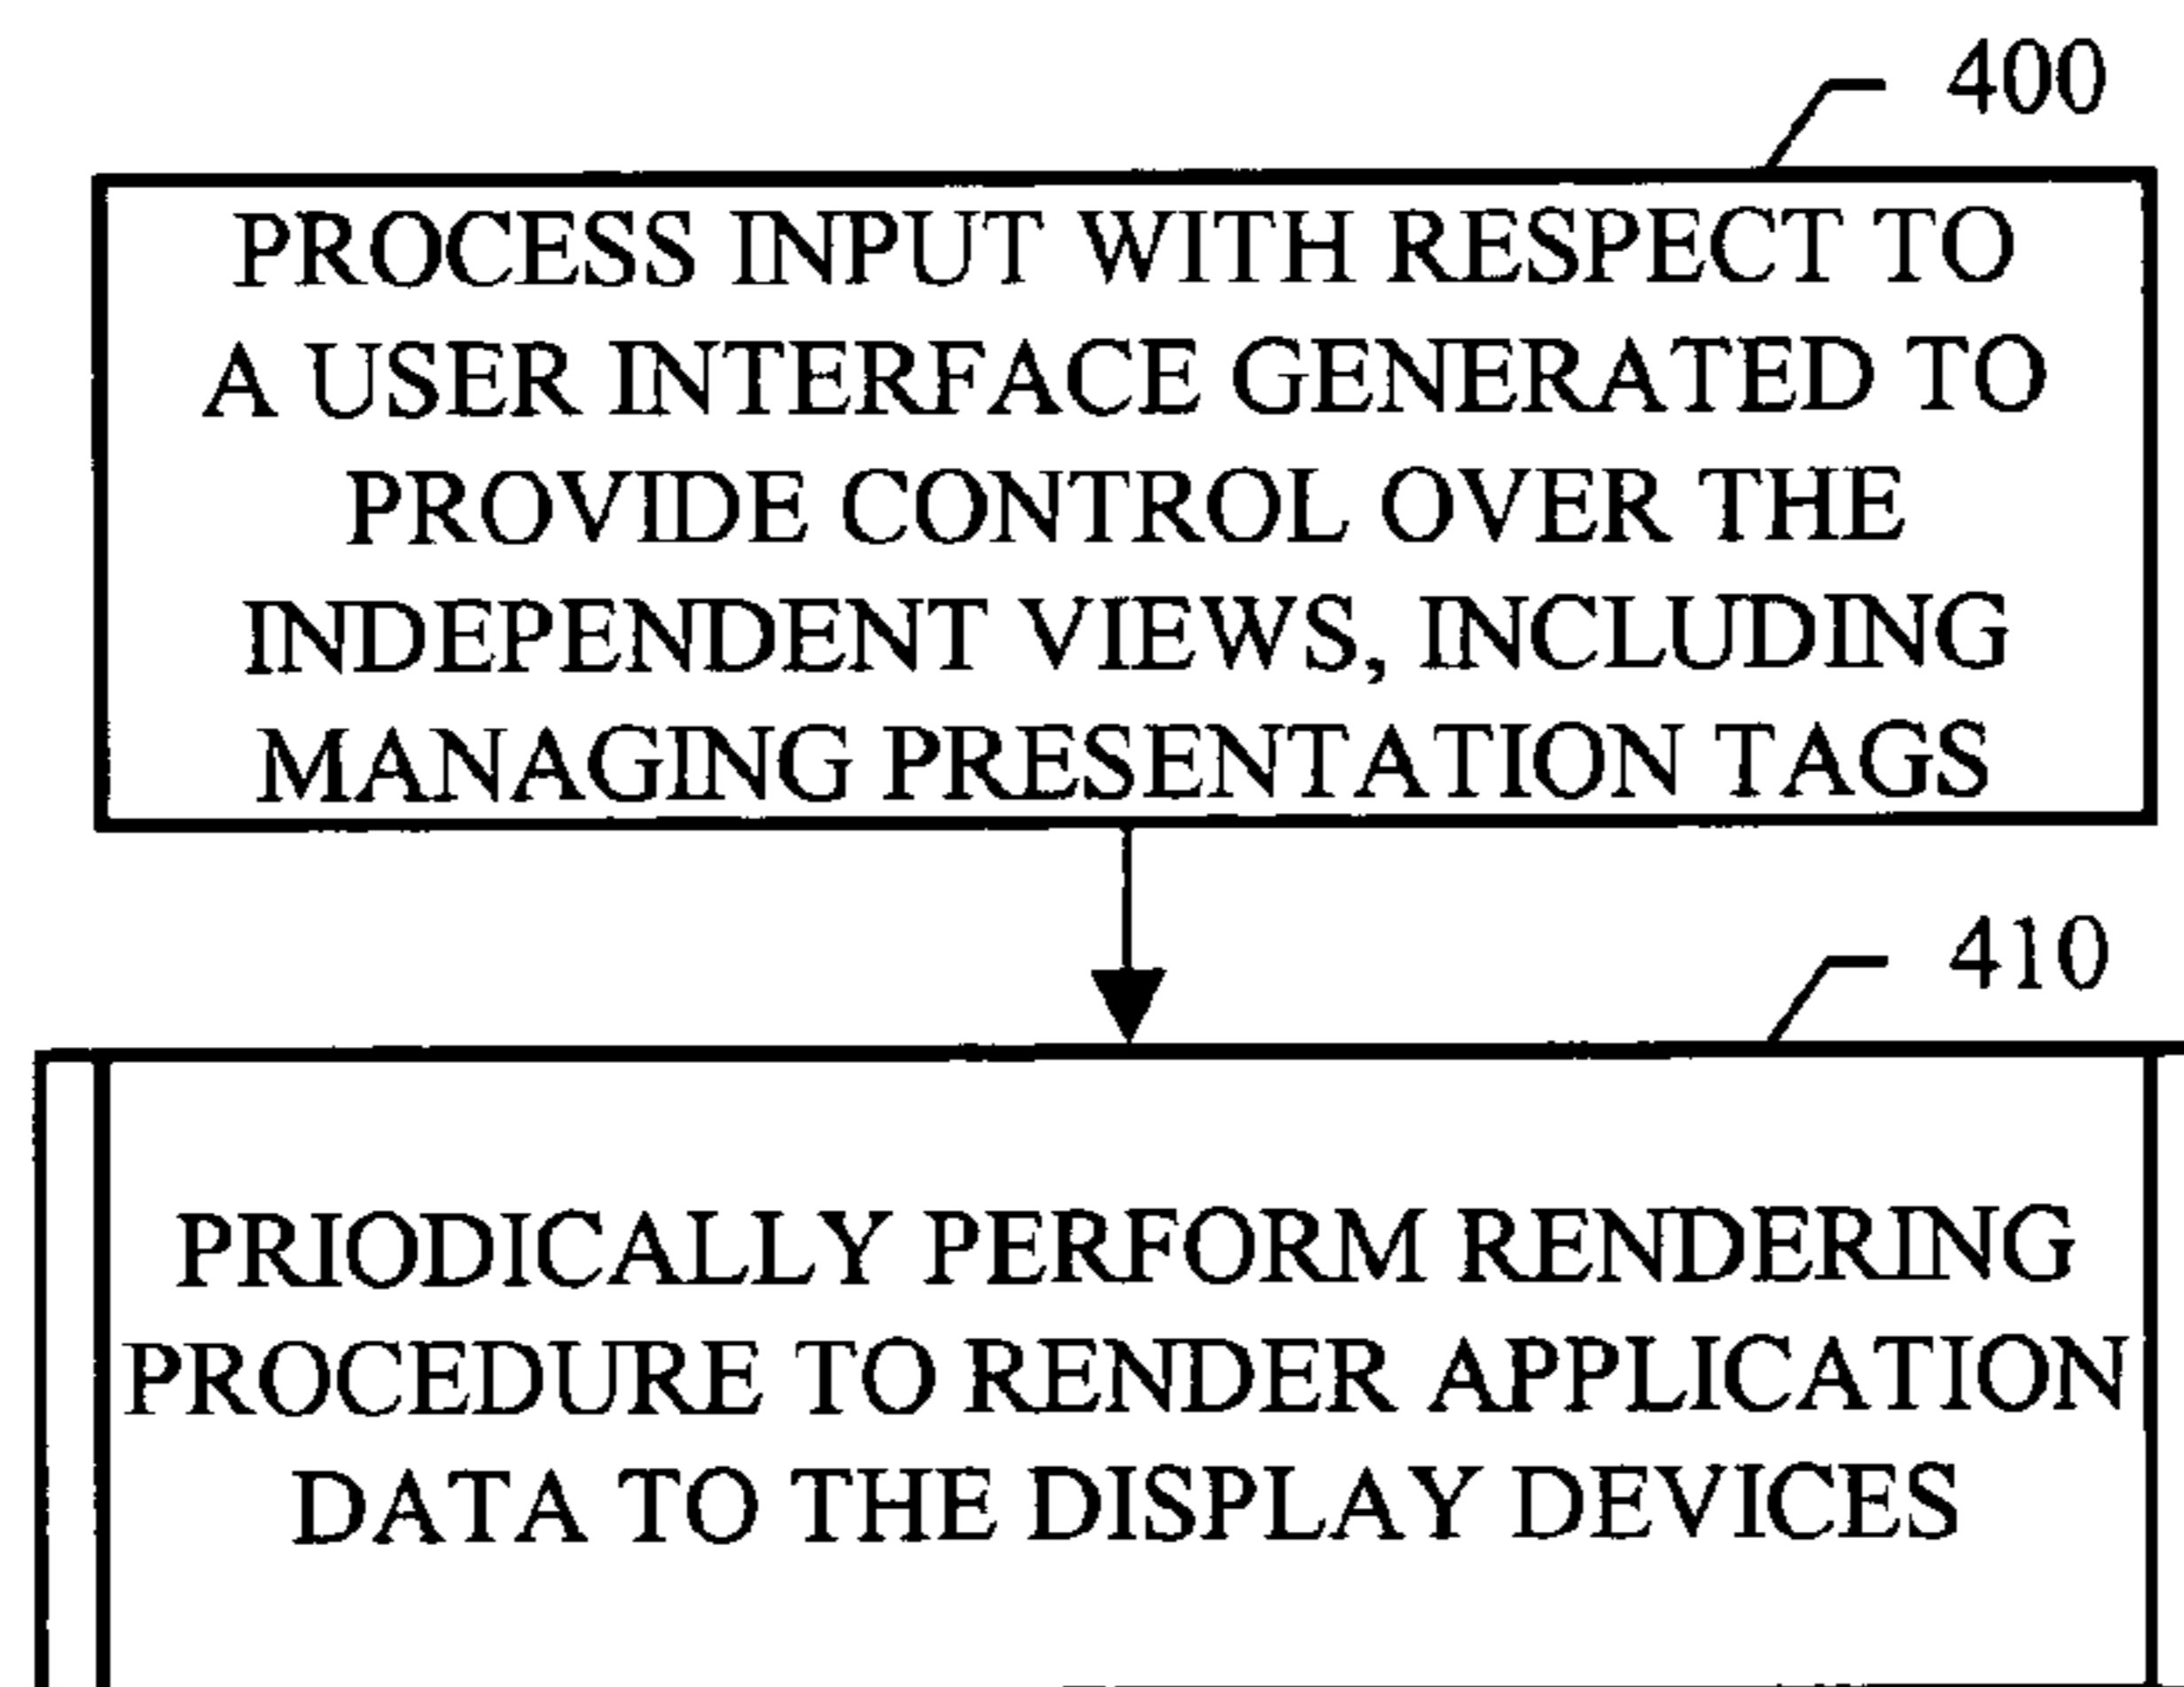 400
PROCESS INPUT WITH RESPECT TO
A USER INTERFACE GENERATED TO
PROVIDE CONTROL OVER THE
INDEPENDENT VIEWS, INCLUDING
MANAGING PRESENTATION TAGS
410
PRIODICALLY PERFORM RENDERING
PROCEDURE TO RENDER APPLICATION
DATA TO THE DISPLAY DEVICES